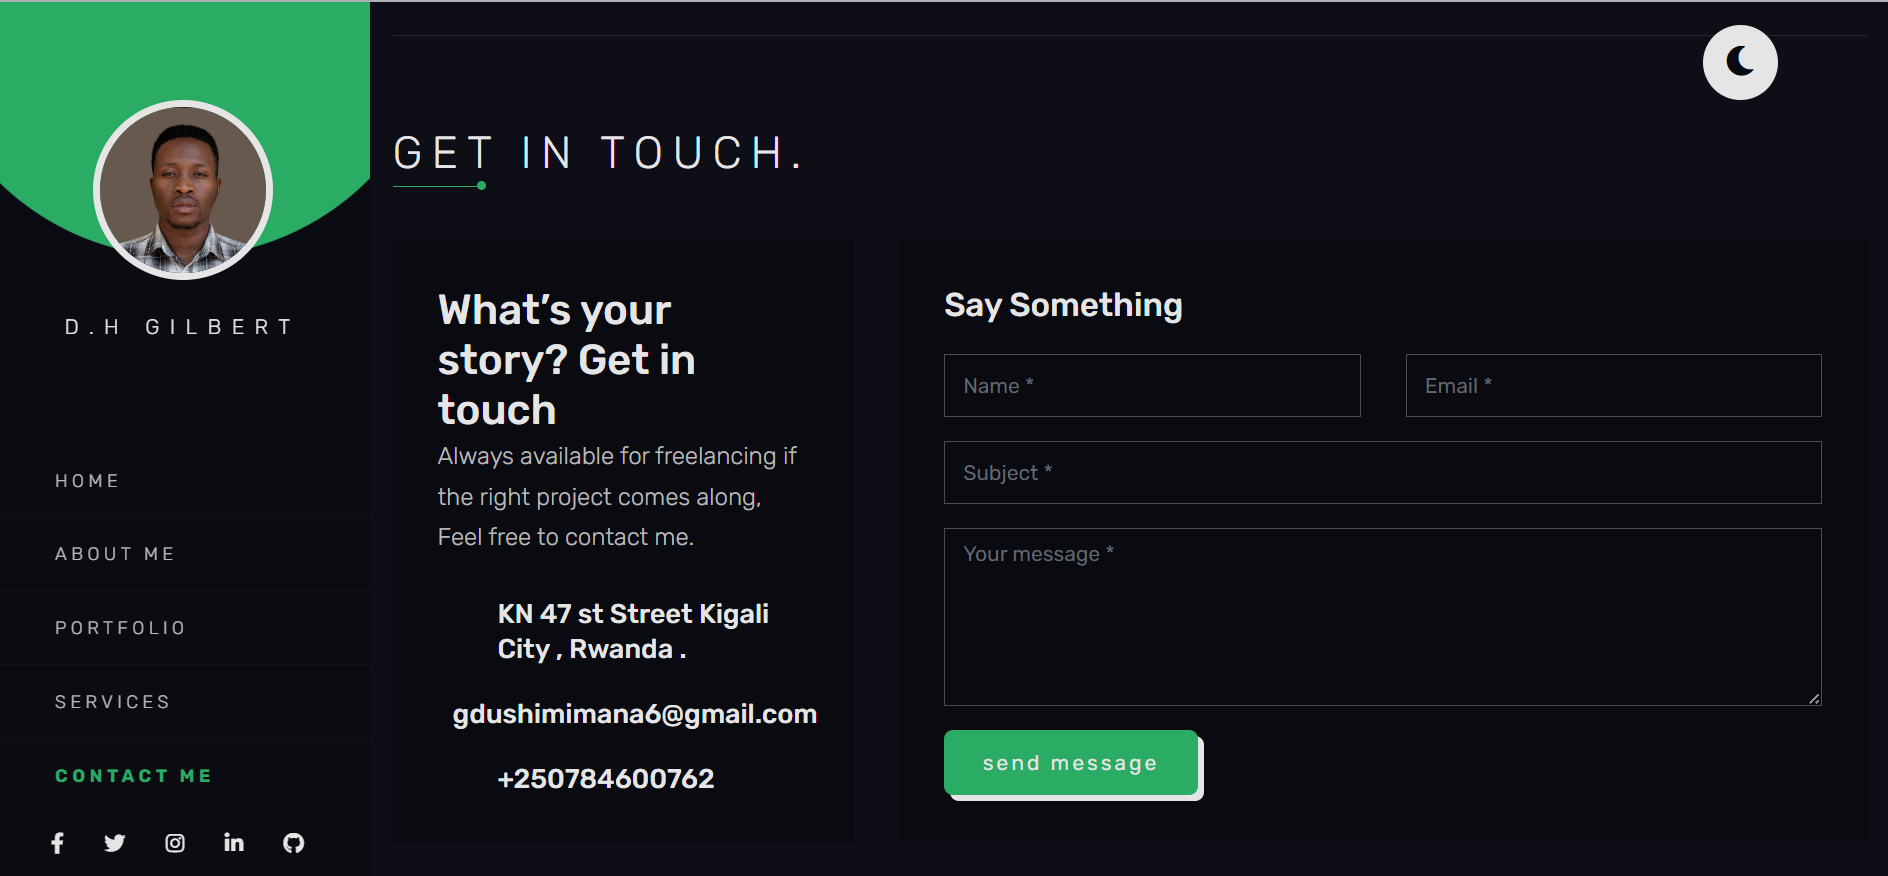 D.H GILBERT
HOME
ABOUT ME
PORTFOLIO
SERVICES
CONTACT ME
GET IN TOUCH.
What’s your
story? Get in
touch
Always available for freelancing if
the right project comes along,
Feel free to contact me.
KN 47 st Street Kigali
City , Rwanda .
gdushimimana6@gmail.com
+250784600762
Say Something
Name *
Email *
Subject *
Your message *
send message